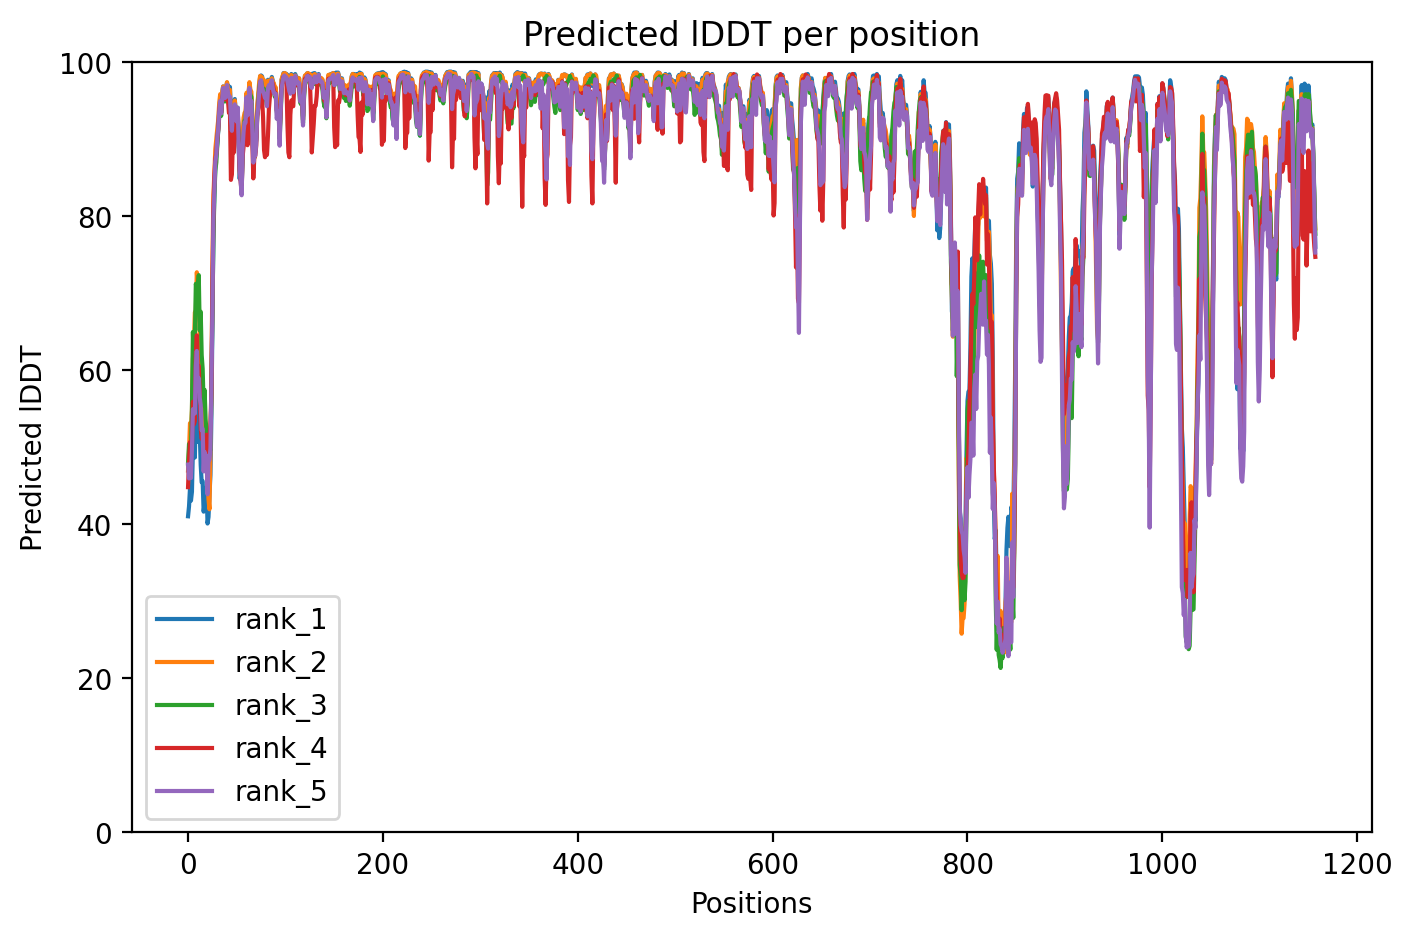 Predicted lDDT per position
100
80
60
40
20
0
Predicted lDDT
rank_1
rank_2
rank_3
rank_4
rank_5
0 200 400 600 800 1000 1200
Positions